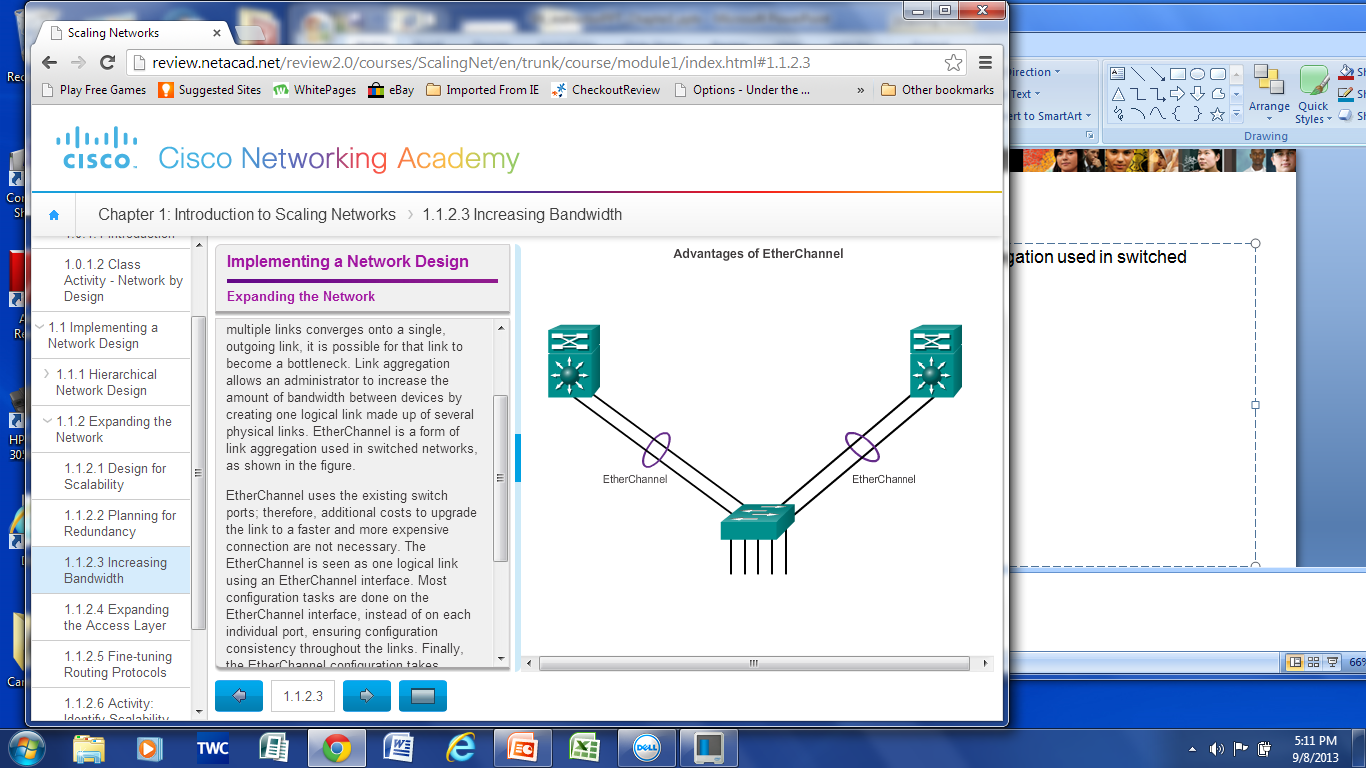 Scaling Networks
review.netacad.net/review2.0/courses/ScalingNet/en/trunk/course/module1/index.html#1.1.2.3
Play Free Games
Suggested Sites
WhitePages
eBay
Imported From IE
CheckoutReview
Options - Under the ...
»
Other bookmarks
CISCO.
Cisco Networking Academy
Chapter 1: Introduction to Scaling Networks
1.1.2.3 Increasing Bandwidth
1.0.1.2 Class
Activity - Network by
Design
1.1 Implementing a
Network Design
1.1.1 Hierarchical
Network Design
1.1.2 Expanding the
Network
1.1.2.1 Design for
Scalability
1.1.2.2 Planning for
Redundancy
1.1.2.3 Increasing
Bandwidth
1.1.2.4 Expanding
the Access Layer
1.1.2.5 Fine-tuning
Routing Protocols
1.1.2.6 Activity:
Identify Scalability
Implementing a Network Design
Expanding the Network
multiple links converges onto a single,
outgoing link, it is possible for that link to
become a bottleneck. Link aggregation
allows an administrator to increase the
amount of bandwidth between devices by
creating one logical link made up of several
physical links. EtherChannel is a form of
link aggregation used in switched networks,
as shown in the figure.
EtherChannel uses the existing switch
ports; therefore, additional costs to upgrade
the link to a faster and more expensive
connection are not necessary. The
EtherChannel is seen as one logical link
using an EtherChannel interface. Most
configuration tasks are done on the
EtherChannel interface, instead of on each
individual port, ensuring configuration
consistency throughout the links. Finally,
the EtherChannel configuration takes
1.1.2.3
Advantages of EtherChannel
EtherChannel
EtherChannel
Direction
Text
ert to SmartArt
Arrange
Quick
Styles
Sh
Sh
Sh
Drawing
gation used in switched
66%
TWC
DELL
5:11 PM
9/8/2013